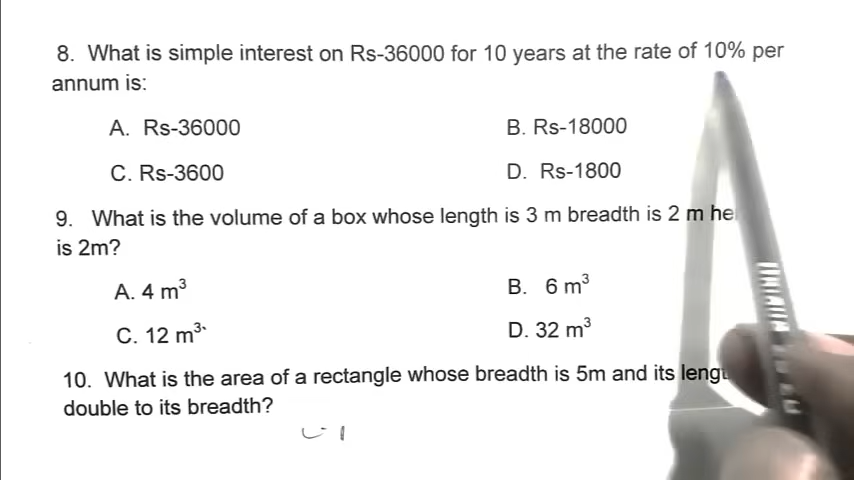 8. What is simple interest on Rs-36000 for 10 years at the rate of 10% per
annum is:
A. Rs-36000
B. Rs-18000
C. Rs-3600
D. Rs-1800
9. What is the volume of a box whose length is 3 m breadth is 2 m he
is 2m?
A. 4 m³
B. 6 m³
C. 12 m³
D. 32 m³
10. What is the area of a rectangle whose breadth is 5m and its lengt
double to its breadth?